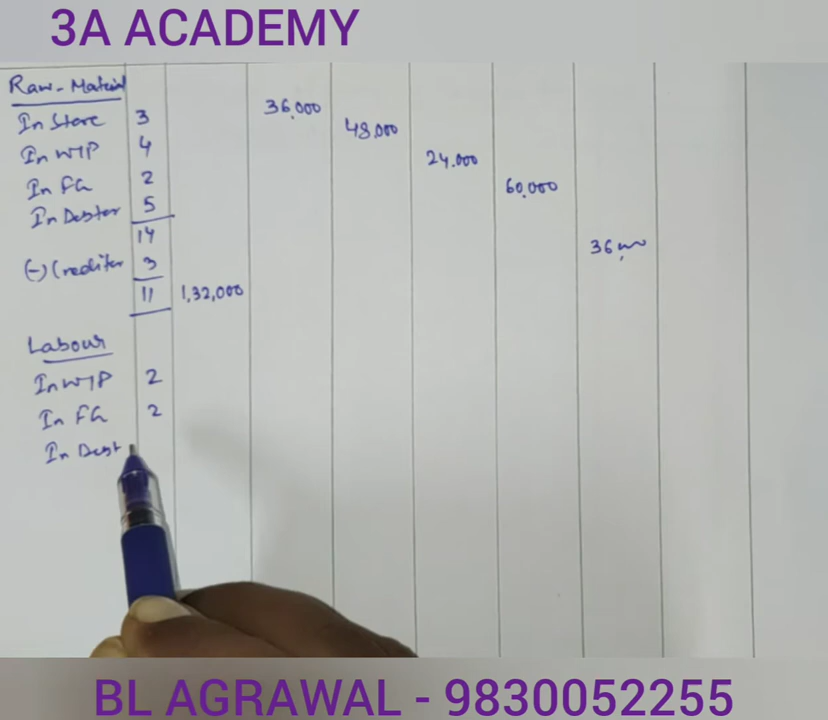 3A ACADEMY
Raw-Material
In Store 3 36,000
In WIP 4 48,000
In FG 2 24,000
In Debtor 5 60,000
14
(-) Creditor 3 36,000
11 1,32,000
Labour
In WIP 2
In FG 2
In Debt
BL AGRAWAL - 9830052255